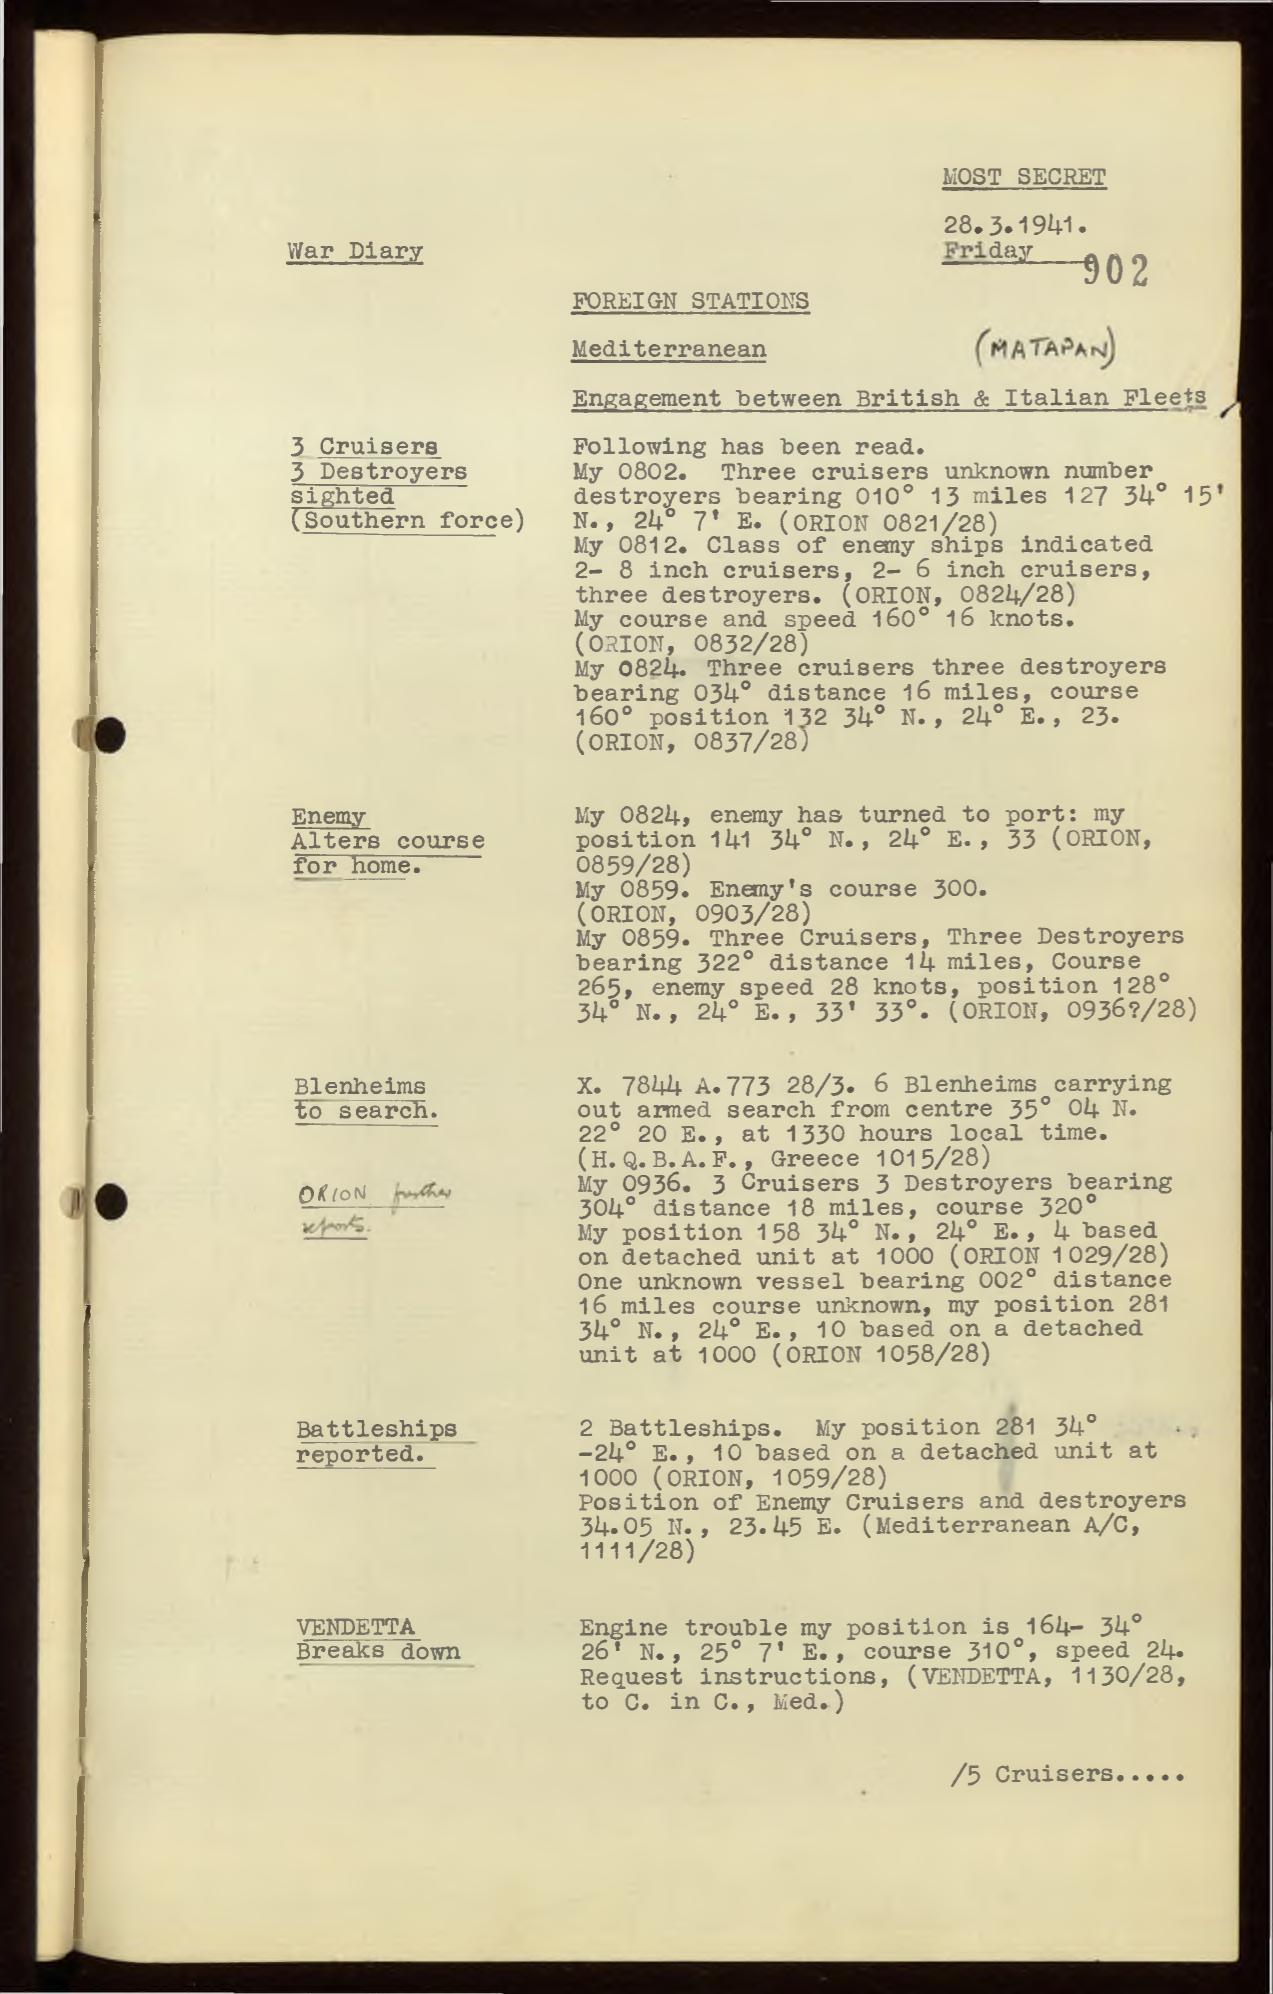 MOST SECRET
28.3.1941.
War Diary
Friday
902
FOREIGN STATIONS
Mediterranean
(MATAPAN)
Engagement between British & Italian Fleets
3 Cruisers
3 Destroyers
sighted
(Southern force)
Following has been read.
My 0802. Three cruisers unknown number
destroyers bearing 010° 13 miles 127 34° 15'
N., 24° 7' E. (ORION 0821/28)
My 0812. Class of enemy ships indicated
2- 8 inch cruisers, 2- 6 inch cruisers,
three destroyers. (ORION, 0824/28)
My course and speed 160° 16 knots.
(ORION, 0832/28)
My 0824. Three cruisers three destroyers
bearing 034° distance 16 miles, course
160° position 132 34° N., 24° E., 23.
(ORION, 0837/28)
Enemy
Alters course
for home.
My 0824, enemy has turned to port: my
position 141 34° N., 24° E., 33 (ORION,
0859/28)
My 0859. Enemy's course 300.
(ORION, 0903/28)
My 0859. Three Cruisers, Three Destroyers
bearing 322° distance 14 miles, Course
265, enemy speed 28 knots, position 128°
34° N., 24° E., 33' 33°. (ORION, 0936?/28)
Blenheims
to search.
X. 7844 A.773 28/3. 6 Blenheims carrying
out armed search from centre 35° 04 N.
22° 20 E., at 1330 hours local time.
(H.Q.B.A.F., Greece 1015/28)
ORION further
reports.
My 0936. 3 Cruisers 3 Destroyers bearing
304° distance 18 miles, course 320°
My position 158 34° N., 24° E., 4 based
on detached unit at 1000 (ORION 1029/28)
One unknown vessel bearing 002° distance
16 miles course unknown, my position 281
34° N., 24° E., 10 based on a detached
unit at 1000 (ORION 1058/28)
Battleships
reported.
2 Battleships. My position 281 34°
-24° E., 10 based on a detached unit at
1000 (ORION, 1059/28)
Position of Enemy Cruisers and destroyers
34.05 N., 23.45 E. (Mediterranean A/C,
1111/28)
VENDETTA
Breaks down
Engine trouble my position is 164- 34°
26' N., 25° 7' E., course 310°, speed 24.
Request instructions, (VENDETTA, 1130/28,
to C. in C., Med.)
/5 Cruisers.....